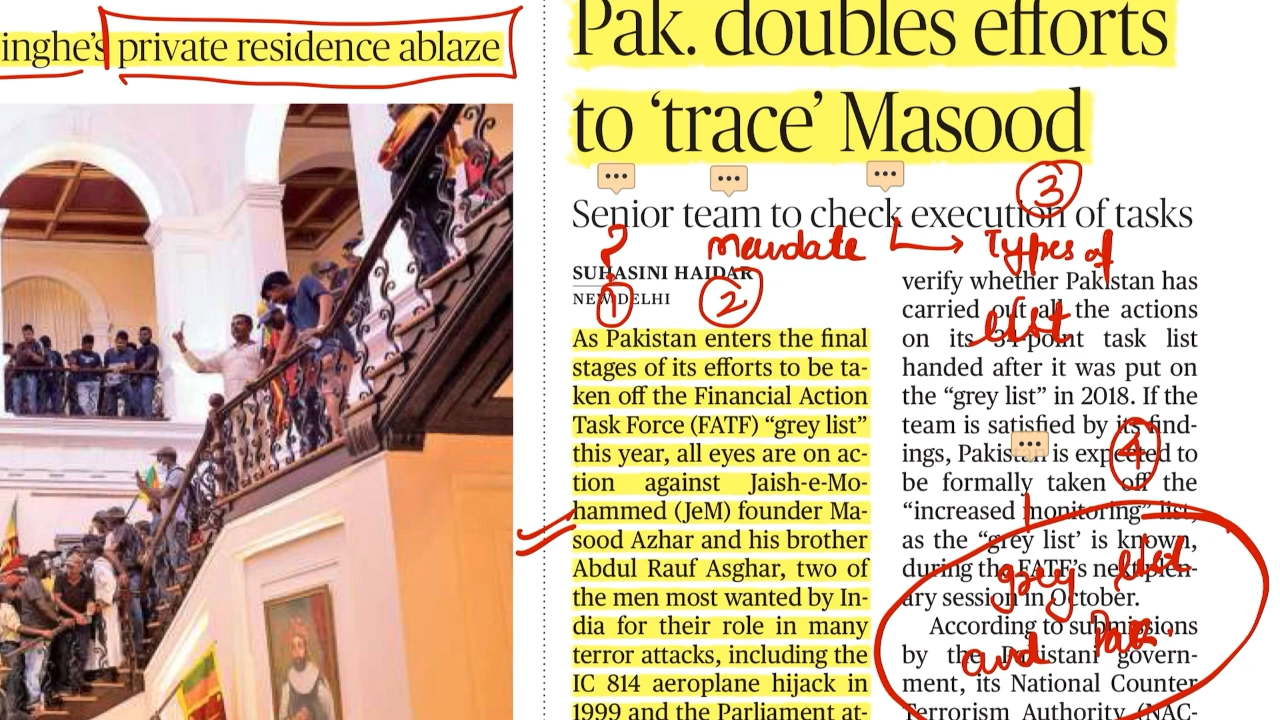 inghe's private residence ablaze
Pak. doubles efforts
to 'trace' Masood
Senior team to check execution of tasks
3
?
Mandate
Types of
list
1
2
SUHASINI HAIDAR
NEW DELHI
As Pakistan enters the final
stages of its efforts to be ta-
ken off the Financial Action
Task Force (FATF) "grey list"
this year, all eyes are on ac-
tion against Jaish-e-Mo-
hammed (JeM) founder Ma-
sood Azhar and his brother
Abdul Rauf Asghar, two of
the men most wanted by In-
dia for their role in many
terror attacks, including the
IC 814 aeroplane hijack in
1999 and the Parliament at-
verify whether Pakistan has
carried out all the actions
on its 34-point task list
handed after it was put on
the "grey list" in 2018. If the
team is satisfied by its find-
ings, Pakistan is expected to
be formally taken off the
"increased monitoring" list,
as the "grey list' is known,
during the FATF's next plen-
ary session in October.
According to submissions
by the Pakistani govern-
ment, its National Counter
Terrorism Authority (NAC-
4
grey list
and Pak.